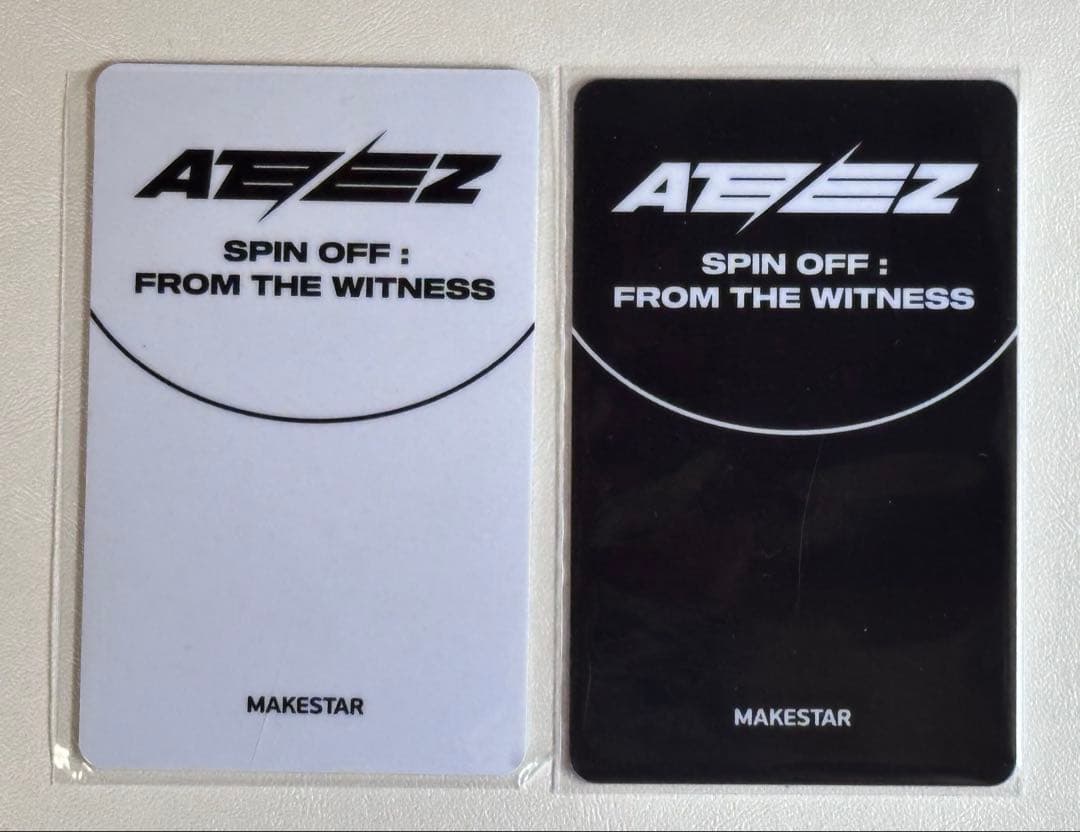 ATEEZ
SPIN OFF :
FROM THE WITNESS
MAKESTAR
ATEEZ
SPIN OFF :
FROM THE WITNESS
MAKESTAR